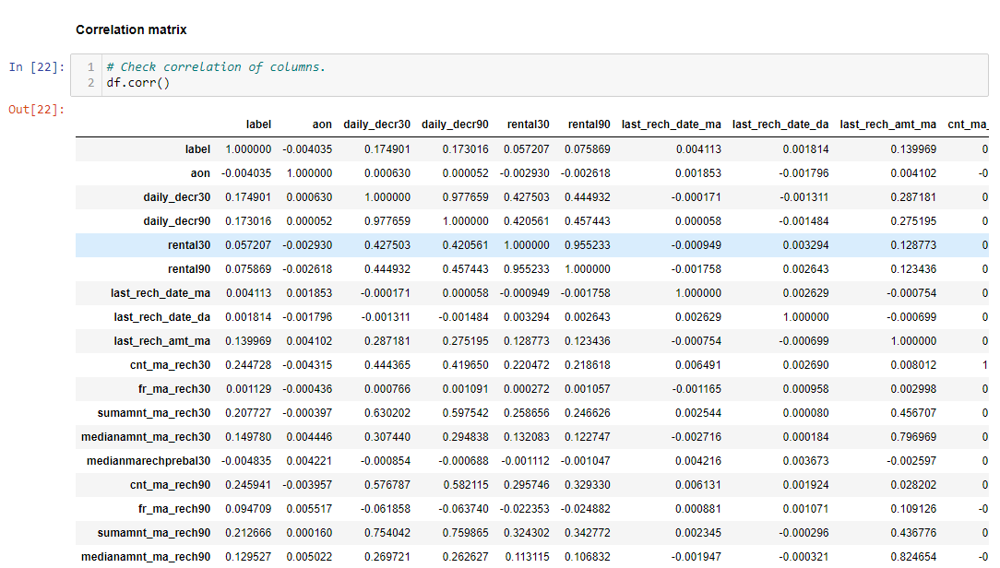 Correlation matrix
In [22]: 1 # Check correlation of columns.
2 df.corr()
Out[22]:
label aon daily_decr30 daily_decr90 rental30 rental90 last_rech_date_ma last_rech_date_da last_rech_amt_ma cnt_ma_
label 1.000000 -0.004035 0.174901 0.173016 0.057207 0.075869 0.004113 0.001814 0.139969 0
aon -0.004035 1.000000 0.000630 0.000052 -0.002930 -0.002618 0.001853 -0.001796 0.004102 -0
daily_decr30 0.174901 0.000630 1.000000 0.977659 0.427503 0.444932 -0.000171 -0.001311 0.287181 0
daily_decr90 0.173016 0.000052 0.977659 1.000000 0.420561 0.457443 0.000058 -0.001484 0.275195 0
rental30 0.057207 -0.002930 0.427503 0.420561 1.000000 0.955233 -0.000949 0.003294 0.128773 0
rental90 0.075869 -0.002618 0.444932 0.457443 0.955233 1.000000 -0.001758 0.002643 0.123436 0
last_rech_date_ma 0.004113 0.001853 -0.000171 0.000058 -0.000949 -0.001758 1.000000 0.002629 -0.000754 0
last_rech_date_da 0.001814 -0.001796 -0.001311 -0.001484 0.003294 0.002643 0.002629 1.000000 -0.000699 0
last_rech_amt_ma 0.139969 0.004102 0.287181 0.275195 0.128773 0.123436 -0.000754 -0.000699 1.000000 0
cnt_ma_rech30 0.244728 -0.004315 0.444365 0.419650 0.220472 0.218618 0.006491 0.002690 0.008012 1
fr_ma_rech30 0.001129 -0.000436 0.000766 0.001091 0.000272 0.001057 -0.001165 0.000958 0.002998 0
sumamnt_ma_rech30 0.207727 -0.000397 0.630202 0.597542 0.258656 0.246626 0.002544 0.000080 0.456707 0
medianamnt_ma_rech30 0.149780 0.004446 0.307440 0.294838 0.132083 0.122747 -0.002716 0.000184 0.796969 0
medianmarechprebal30 -0.004835 0.004221 -0.000854 -0.000688 -0.001112 -0.001047 0.004216 0.003673 -0.002597 0
cnt_ma_rech90 0.245941 -0.003957 0.576787 0.582115 0.295746 0.329330 0.006131 0.001924 0.028202 0
fr_ma_rech90 0.094709 0.005517 -0.061858 -0.063740 -0.022353 -0.024882 0.000881 0.001071 0.109126 -0
sumamnt_ma_rech90 0.212666 0.000160 0.754042 0.759865 0.324302 0.342772 0.002345 -0.000296 0.436776 0
medianamnt_ma_rech90 0.129527 0.005022 0.269721 0.262627 0.113115 0.106832 -0.001947 -0.000321 0.824654 -0